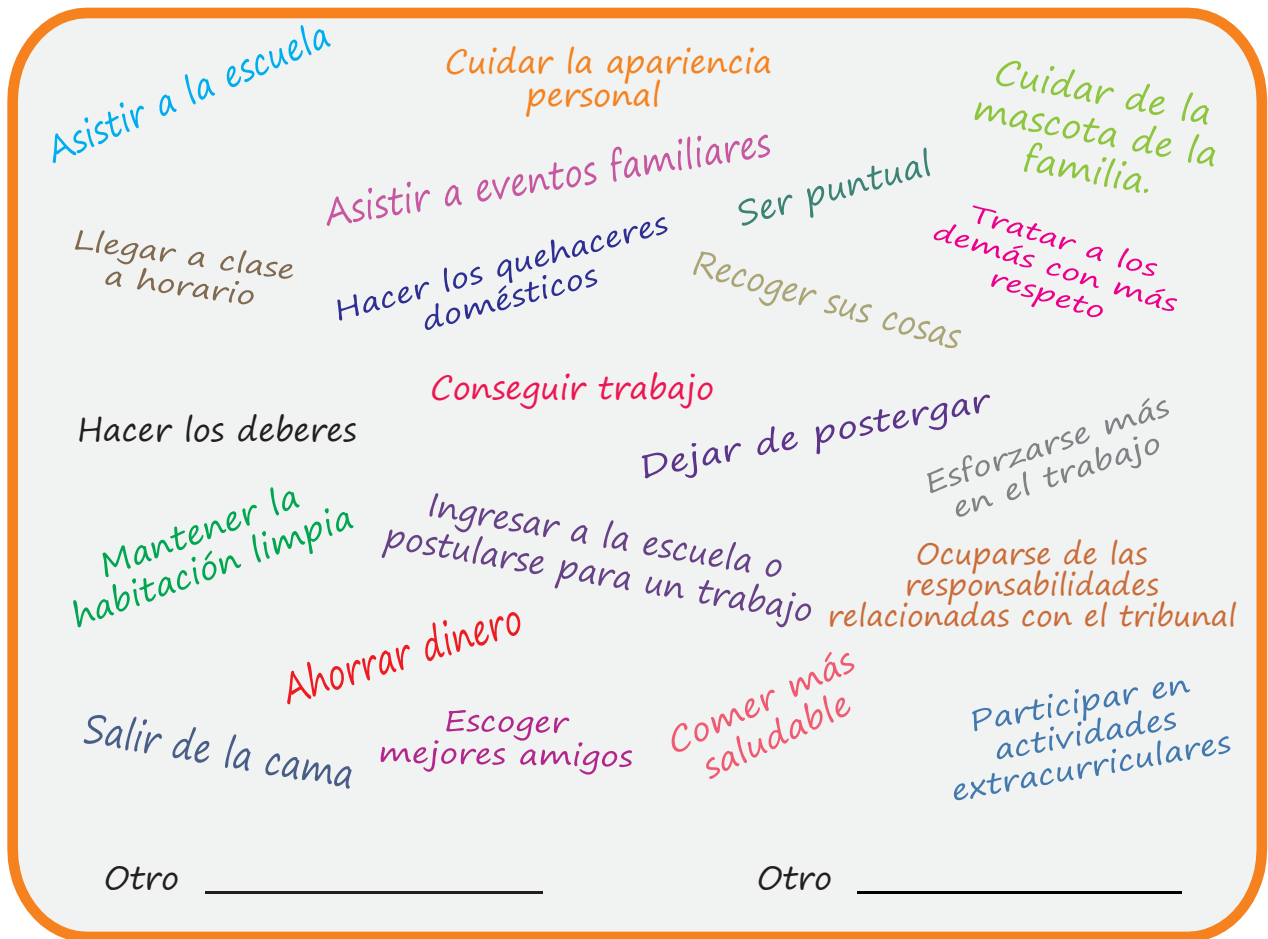 Asistir a la escuela
Cuidar la apariencia
personal
Cuidar de la
mascota de la
familia.
Asistir a eventos familiares
Ser puntual
Llegar a clase
a horario
Hacer los quehaceres
domésticos
Recoger sus cosas
Tratar a los
demás con más
respeto
Conseguir trabajo
Hacer los deberes
Dejar de postergar
Esforzarse más
en el trabajo
Mantener la
habitación limpia
Ingresar a la escuela o
postularse para un trabajo
Ocuparse de las
responsabilidades
relacionadas con el tribunal
Ahorrar dinero
Salir de la cama
Escoger
mejores amigos
Comer más
saludable
Participar en
actividades
extracurriculares
Otro
Otro